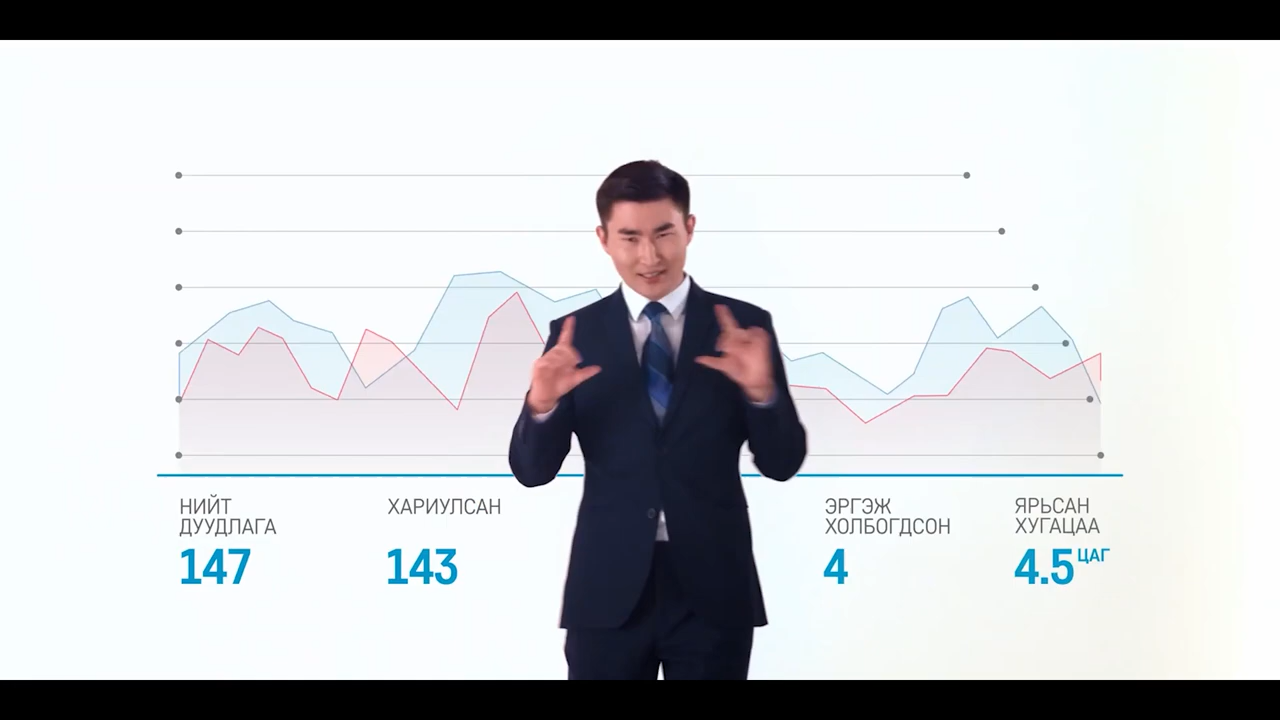 НИЙТ
ДУУДЛАГА
147
ХАРИУЛСАН
143
ЭРГЭЖ
ХОЛБОГДСОН
4
ЯРЬСАН
ХУГАЦАА
4.5 ЦАГ